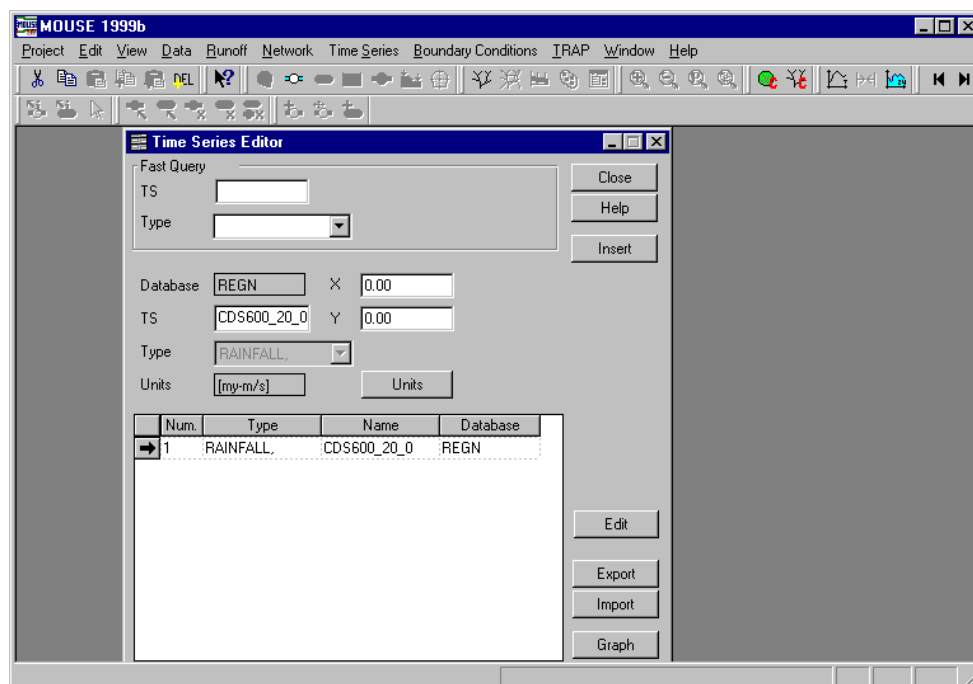 MOUSE 1999b
Project Edit View Data Runoff Network Time Series Boundary Conditions TRAP Window Help
DEL
Time Series Editor
Fast Query
TS
Type
Close
Help
Insert
Database REGN X 0.00
TS CDS600_20_0 Y 0.00
Type RAINFALL,
Units [my-m/s] Units
Num. Type Name Database
1 RAINFALL, CDS600_20_0 REGN
Edit
Export
Import
Graph